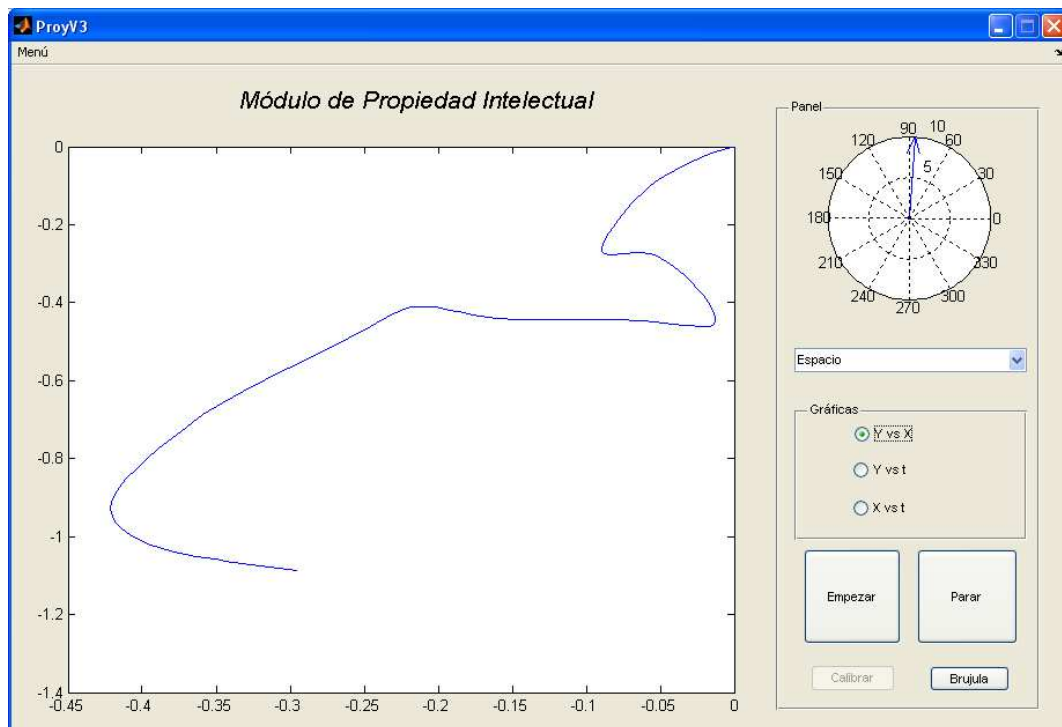 ProyV3
Menú
Módulo de Propiedad Intelectual
0
-0.2
-0.4
-0.6
-0.8
-1
-1.2
-1.4
-0.45
-0.4
-0.35
-0.3
-0.25
-0.2
-0.15
-0.1
-0.05
0
Panel
90
10
120
60
5
150
30
180
0
210
330
240
300
270
Espacio
Gráficas
Y vs X
Y vs t
X vs t
Empezar
Parar
Calibrar
Brujula